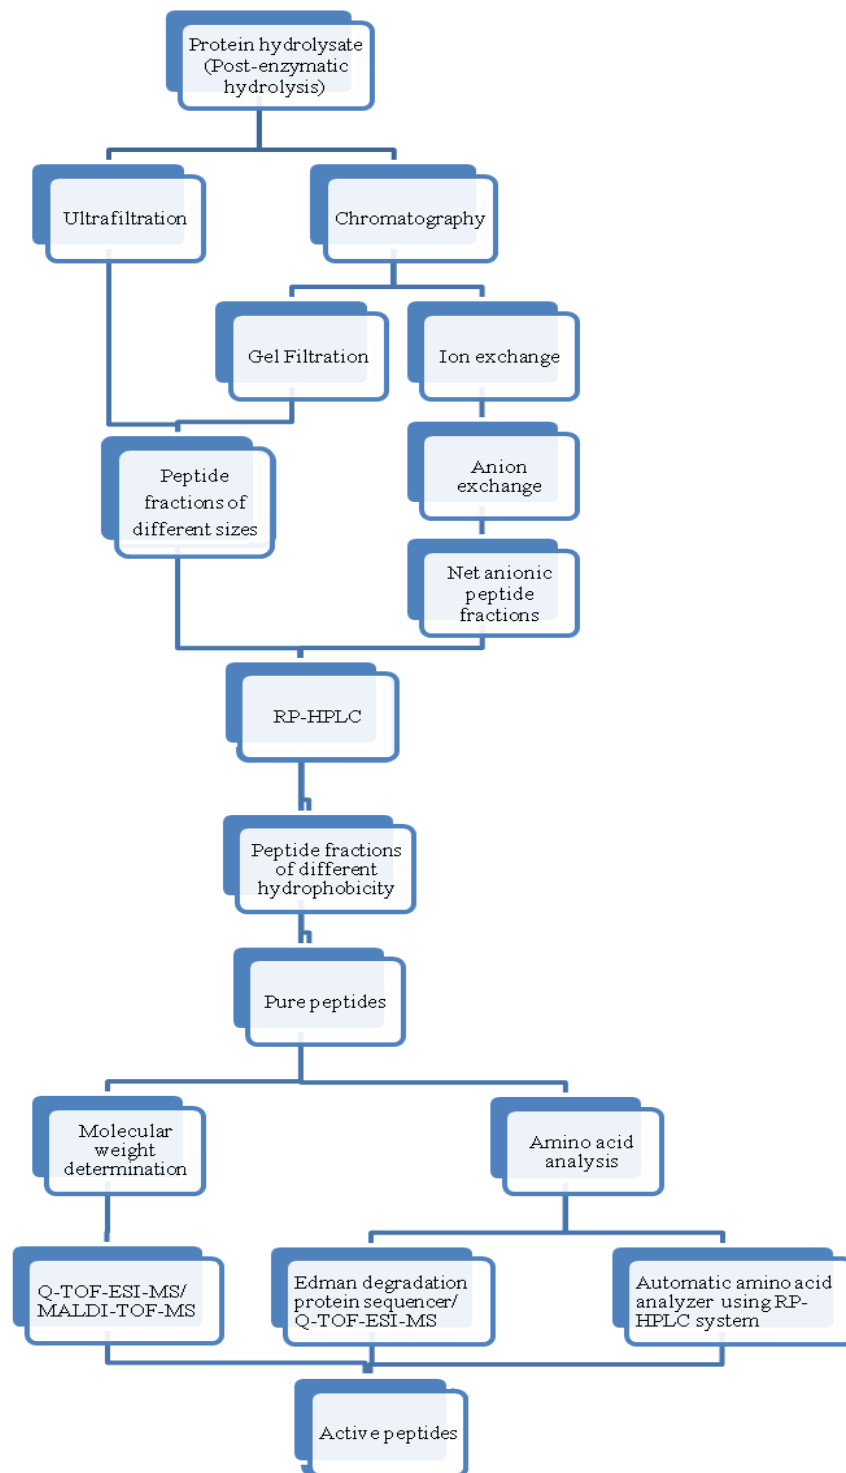 Protein hydrolysate
(Post-enzymatic
hydrolysis)
Ultrafiltration
Chromatography
Gel Filtration
Ion exchange
Peptide
fractions of
different sizes
Anion
exchange
Net anionic
peptide
fractions
RP-HPLC
Peptide fractions
of different
hydrophobicity
Pure peptides
Molecular
weight
determination
Amino acid
analysis
Q-TOF-ESI-MS/
MALDI-TOF-MS
Edman degradation
protein sequencer/
Q-TOF-ESI-MS
Automatic amino acid
analyzer using RP-
HPLC system
Active peptides